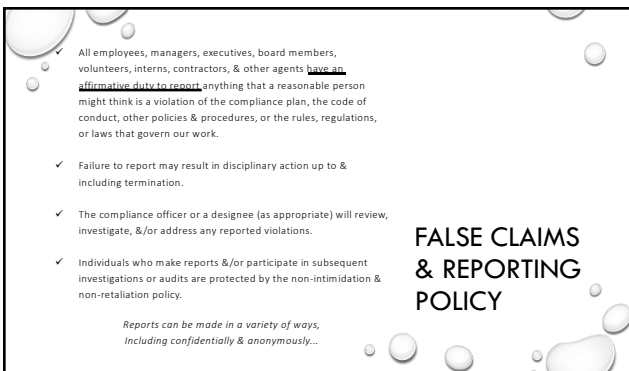 ✓ All employees, managers, executives, board members,
volunteers, interns, contractors, & other agents have an
affirmative duty to report anything that a reasonable person
might think is a violation of the compliance plan, the code of
conduct, other policies & procedures, or the rules, regulations,
or laws that govern our work.
✓ Failure to report may result in disciplinary action up to &
including termination.
✓ The compliance officer or a designee (as appropriate) will review,
investigate, &/or address any reported violations.
✓ Individuals who make reports &/or participate in subsequent
investigations or audits are protected by the non-intimidation &
non-retaliation policy.
Reports can be made in a variety of ways,
Including confidentially & anonymously...
FALSE CLAIMS
& REPORTING
POLICY